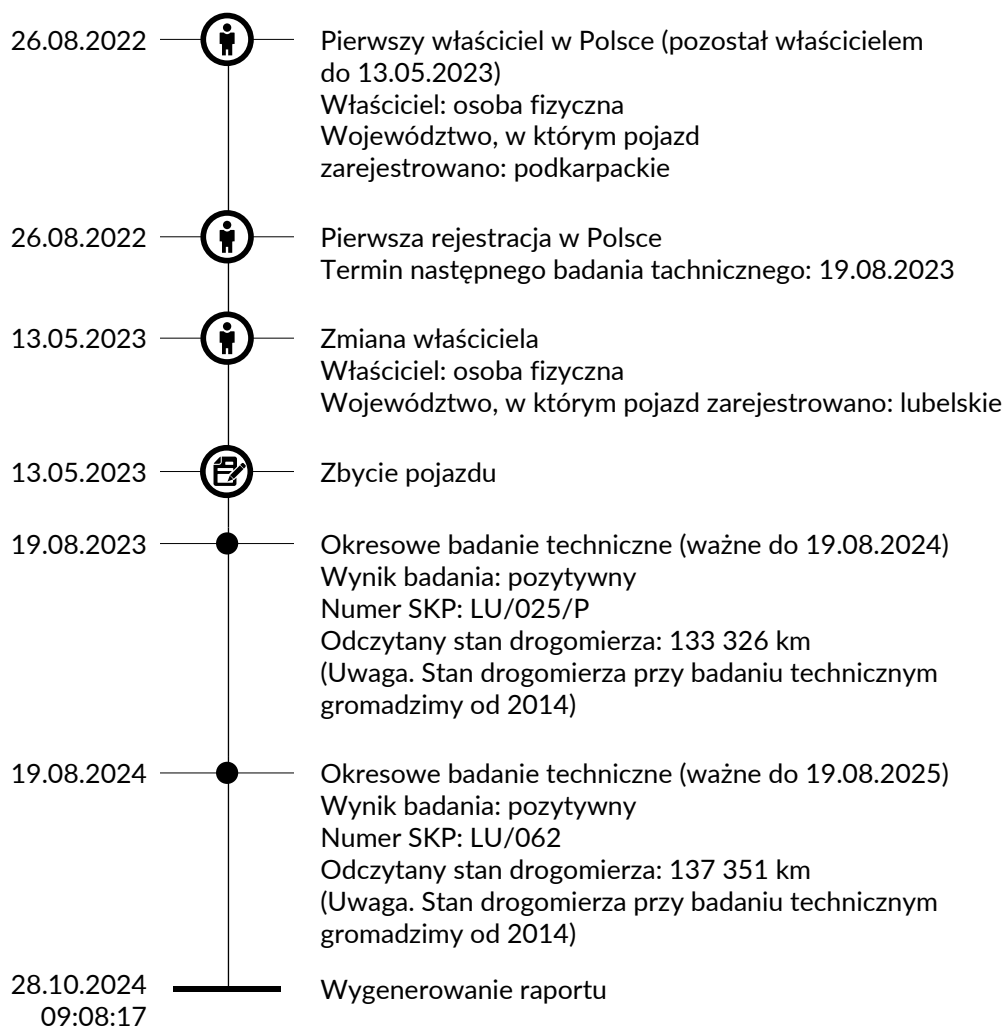 26.08.2022
Pierwszy właściciel w Polsce (pozostał właścicielem
do 13.05.2023)
Właściciel: osoba fizyczna
Województwo, w którym pojazd
zarejestrowano: podkarpackie
26.08.2022
Pierwsza rejestracja w Polsce
Termin następnego badania tachnicznego: 19.08.2023
13.05.2023
Zmiana właściciela
Właściciel: osoba fizyczna
Województwo, w którym pojazd zarejestrowano: lubelskie
13.05.2023
Zbycie pojazdu
19.08.2023
Okresowe badanie techniczne (ważne do 19.08.2024)
Wynik badania: pozytywny
Numer SKP: LU/025/P
Odczytany stan drogomierza: 133 326 km
(Uwaga. Stan drogomierza przy badaniu technicznym
gromadzimy od 2014)
19.08.2024
Okresowe badanie techniczne (ważne do 19.08.2025)
Wynik badania: pozytywny
Numer SKP: LU/062
Odczytany stan drogomierza: 137 351 km
(Uwaga. Stan drogomierza przy badaniu technicznym
gromadzimy od 2014)
28.10.2024
09:08:17
Wygenerowanie raportu